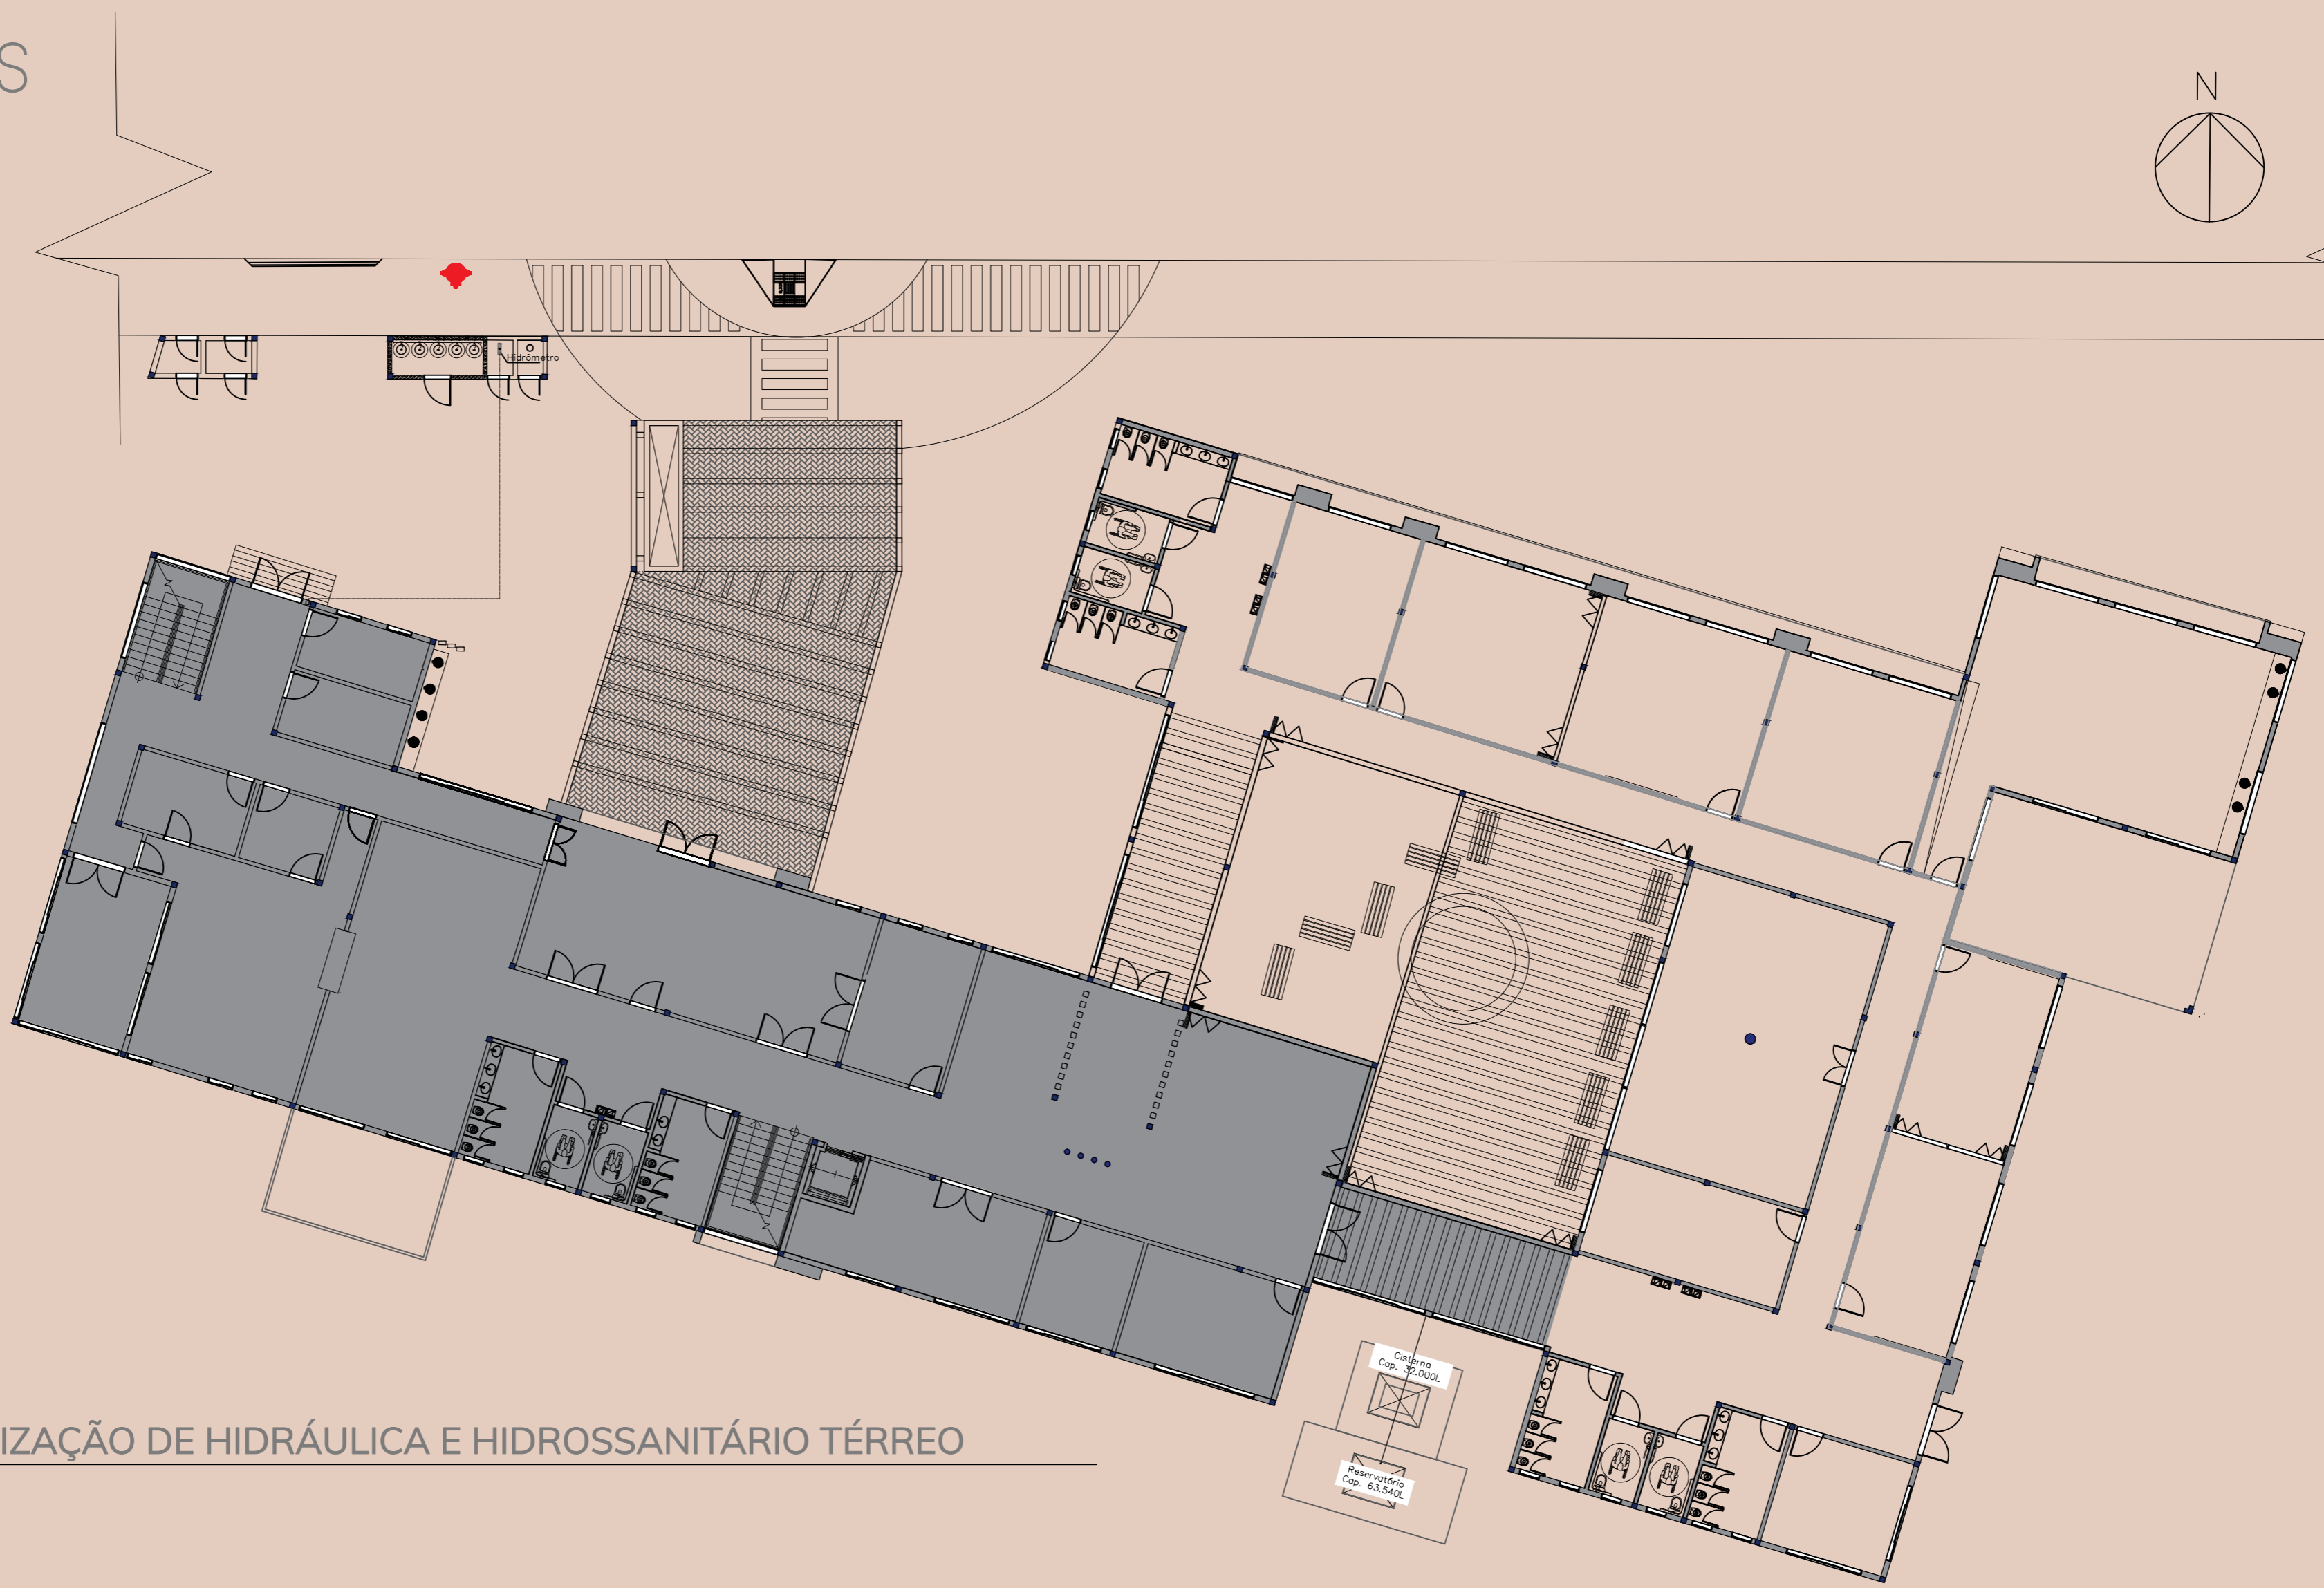 S
N
Hidrômetro
Cisterna
Cap. 32.000L
Reservatório
Cap. 63.540L
IZAÇÃO DE HIDRÁULICA E HIDROSSANITÁRIO TÉRREO